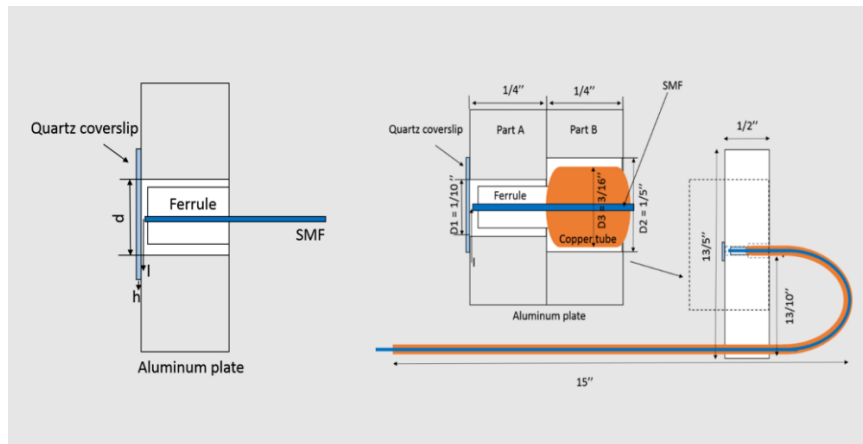 Quartz coverslip
Ferrule
d
SMF
l
h
Aluminum plate
1/4''
1/4''
SMF
Quartz coverslip
Part A
Part B
D1 = 1/10 ''
Ferrule
D3 = 3/16''
D2 = 1/5''
Copper tube
l
Aluminum plate
1/2''
13/5''
13/10''
15''